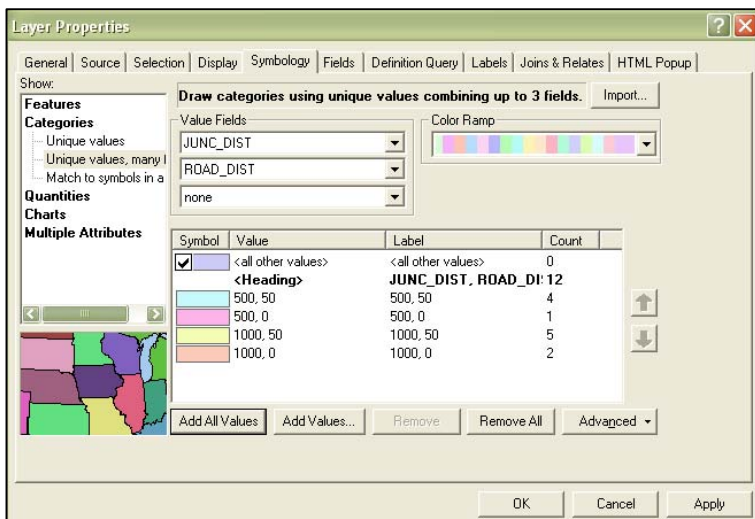 Layer Properties
General Source Selection Display Symbology Fields Definition Query Labels Joins & Relates HTML Popup
Show:
Features
Categories
Unique values
Unique values, many
Match to symbols in a
Quantities
Charts
Multiple Attributes
Draw categories using unique values combining up to 3 fields.
Import...
Value Fields
JUNC_DIST
ROAD_DIST
none
Color Ramp
Symbol Value Label Count
<all other values> <all other values> 0
<Heading> JUNC_DIST, ROAD_DI 12
500, 50 500, 50 4
500, 0 500, 0 1
1000, 50 1000, 50 5
1000, 0 1000, 0 2
Add All Values Add Values... Remove Remove All Advanced
OK Cancel Apply